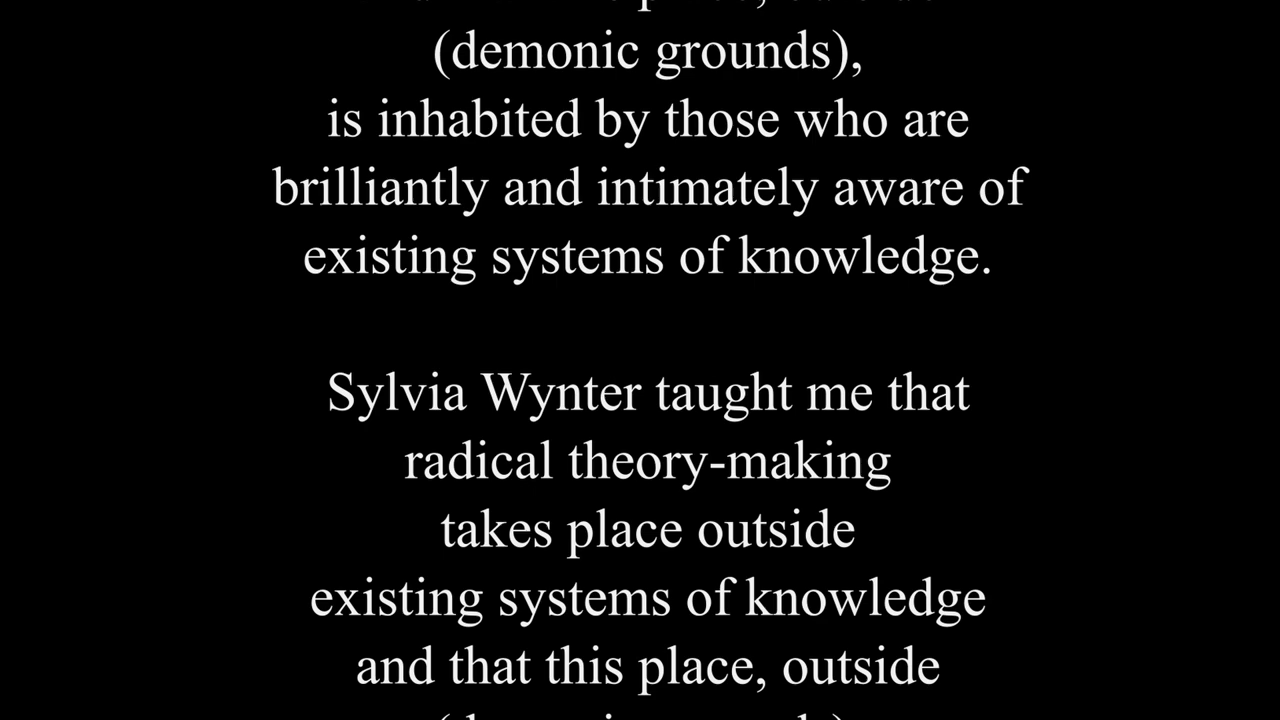 (demonic grounds),
is inhabited by those who are
brilliantly and intimately aware of
existing systems of knowledge.
Sylvia Wynter taught me that
radical theory-making
takes place outside
existing systems of knowledge
and that this place, outside